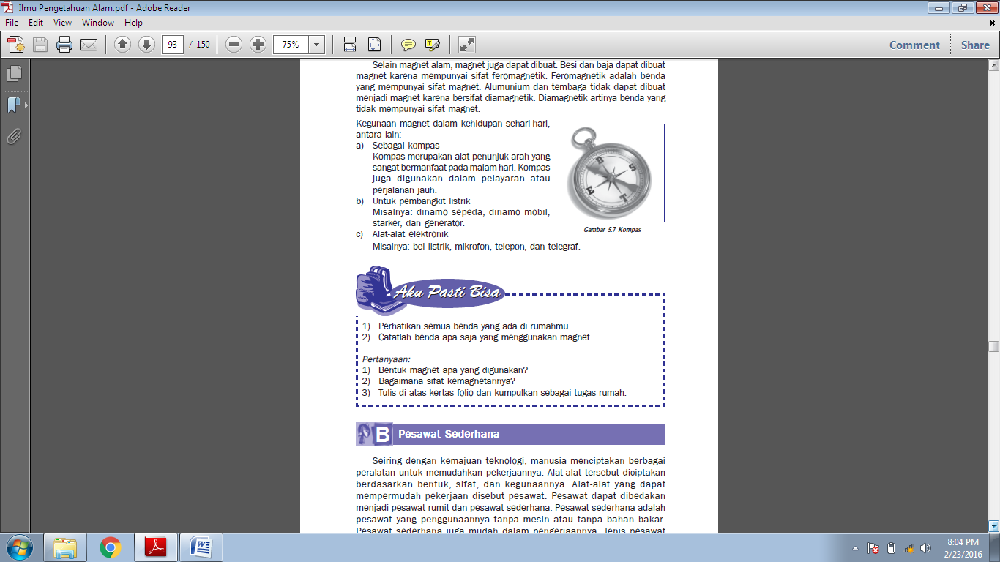 Ilmu Pengetahuan Alam.pdf - Adobe Reader
File Edit View Window Help
93 / 150 75% Comment Share
Selain magnet alam, magnet juga dapat dibuat. Besi dan baja dapat dibuat
magnet karena mempunyai sifat feromagnetik. Feromagnetik adalah benda
yang mempunyai sifat magnet. Alumunium dan tembaga tidak dapat dibuat
menjadi magnet karena bersifat diamagnetik. Diamagnetik artinya benda yang
tidak mempunyai sifat magnet.
Kegunaan magnet dalam kehidupan sehari-hari,
antara lain:
a) Sebagai kompas
Kompas merupakan alat penunjuk arah yang
sangat bermanfaat pada malam hari. Kompas
juga digunakan dalam pelayaran atau
perjalanan jauh.
b) Untuk pembangkit listrik
Misalnya: dinamo sepeda, dinamo mobil,
starker, dan generator.
c) Alat-alat elektronik
Misalnya: bel listrik, mikrofon, telepon, dan telegraf.
B
S
E
T
Gambar 5.7 Kompas
Aku Pasti Bisa
1) Perhatikan semua benda yang ada di rumahmu.
2) Catatlah benda apa saja yang menggunakan magnet.
Pertanyaan:
1) Bentuk magnet apa yang digunakan?
2) Bagaimana sifat kemagnetannya?
3) Tulis di atas kertas folio dan kumpulkan sebagai tugas rumah.
B Pesawat Sederhana
Seiring dengan kemajuan teknologi, manusia menciptakan berbagai
peralatan untuk memudahkan pekerjaannya. Alat-alat tersebut diciptakan
berdasarkan bentuk, sifat, dan kegunaannya. Alat-alat yang dapat
mempermudah pekerjaan disebut pesawat. Pesawat dapat dibedakan
menjadi pesawat rumit dan pesawat sederhana. Pesawat sederhana adalah
pesawat yang penggunaannya tanpa mesin atau tanpa bahan bakar.
Pesawat sederhana juga mudah dalam pengerjaannya. Jenis pesawat
8:04 PM
2/23/2016